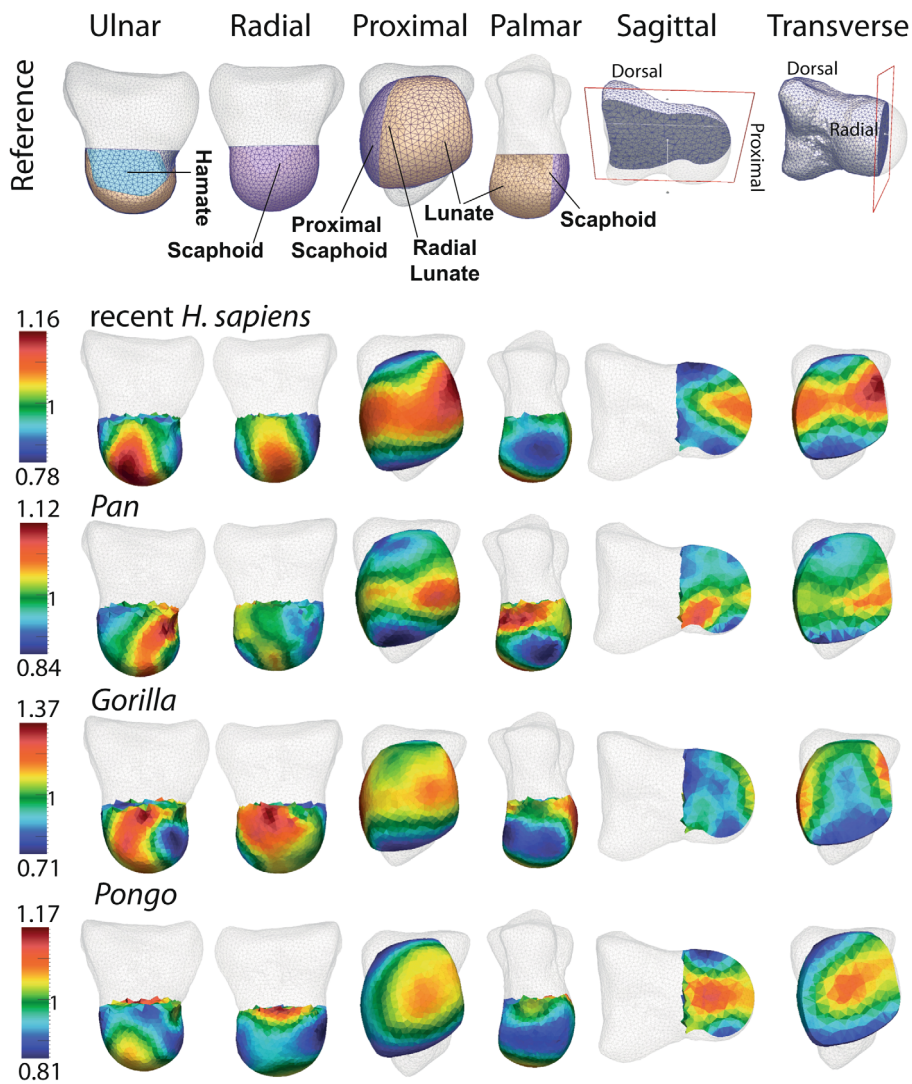 Ulnar Radial Proximal Palmar Sagittal Transverse
Reference
Dorsal
Proximal
Dorsal
Radial
Hamate
Scaphoid
Proximal
Scaphoid
Lunate
Radial
Lunate
Scaphoid
recent H. sapiens
1.16
1
0.78
Pan
1.12
1
0.84
Gorilla
1.37
1
0.71
Pongo
1.17
1
0.81